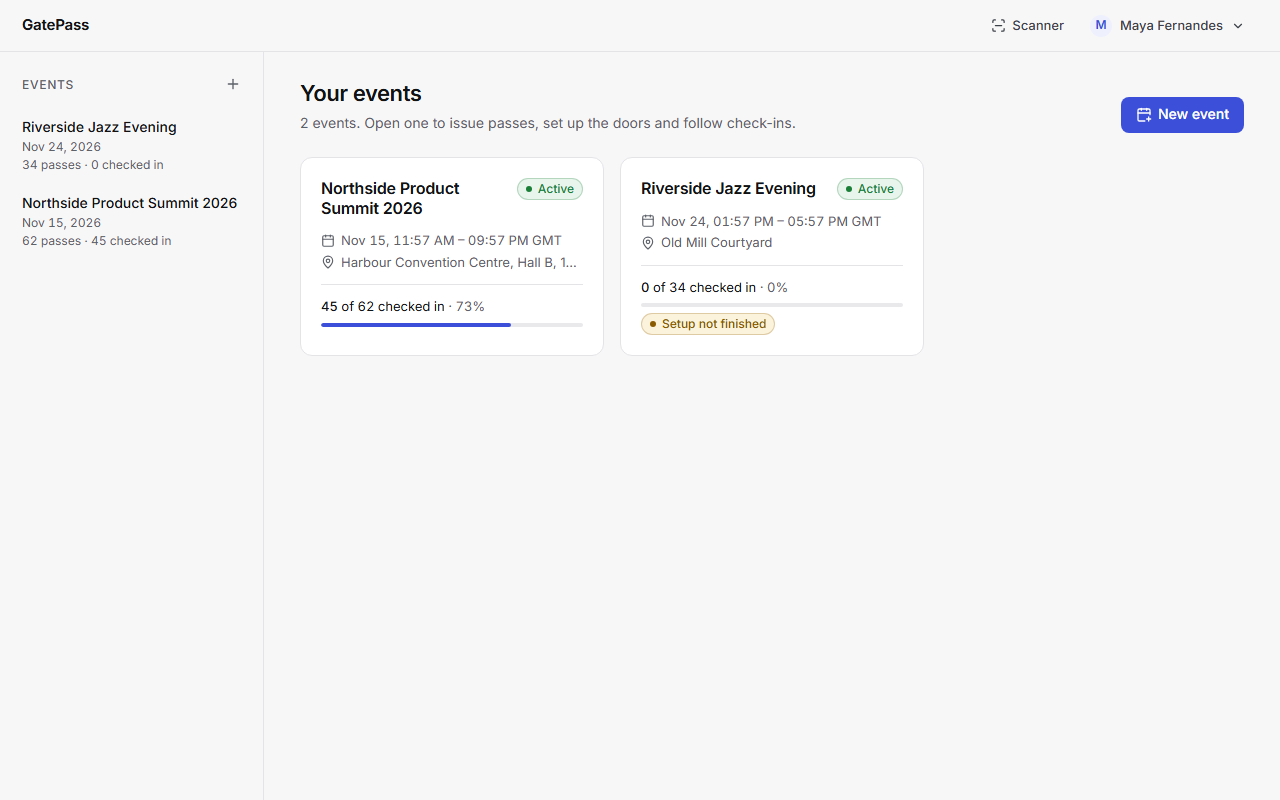 GatePass
Scanner
M
Maya Fernandes
EVENTS
Riverside Jazz Evening
Nov 24, 2026
34 passes · 0 checked in
Northside Product Summit 2026
Nov 15, 2026
62 passes · 45 checked in
Your events
2 events. Open one to issue passes, set up the doors and follow check-ins.
New event
Northside Product
Summit 2026
Active
Nov 15, 11:57 AM – 09:57 PM GMT
Harbour Convention Centre, Hall B, 1...
45 of 62 checked in · 73%
Riverside Jazz Evening
Active
Nov 24, 01:57 PM – 05:57 PM GMT
Old Mill Courtyard
0 of 34 checked in · 0%
Setup not finished